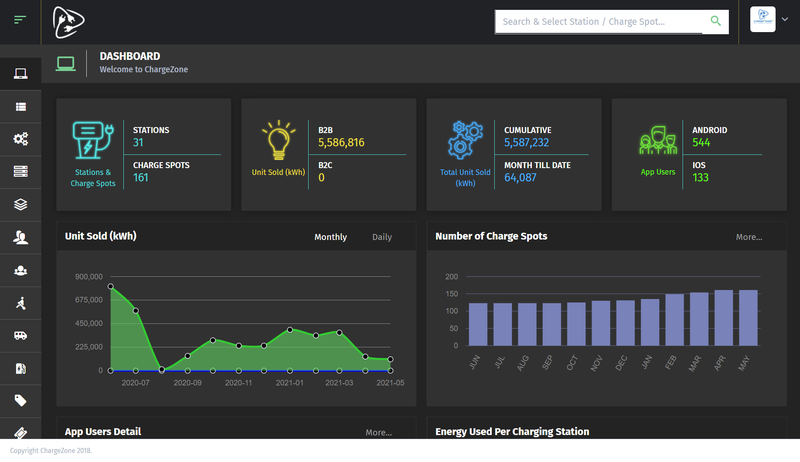 Search & Select Station / Charge Spot...
DASHBOARD
Welcome to ChargeZone
STATIONS
31
CHARGE SPOTS
161
Stations &
Charge Spots
B2B
5,586,816
B2C
0
Unit Sold (kWh)
CUMULATIVE
5,587,232
MONTH TILL DATE
64,087
Total Unit Sold
(kWh)
ANDROID
544
IOS
133
App Users
Unit Sold (kWh)
Monthly
Daily
900,000
675,000
450,000
225,000
0
2020-07
2020-09
2020-11
2021-01
2021-03
2021-05
Number of Charge Spots
More...
200
150
100
50
0
JUN
JUL
AUG
SEP
OCT
NOV
DEC
JAN
FEB
MAR
APR
MAY
App Users Detail
More...
Energy Used Per Charging Station
Copyright ChargeZone 2018.